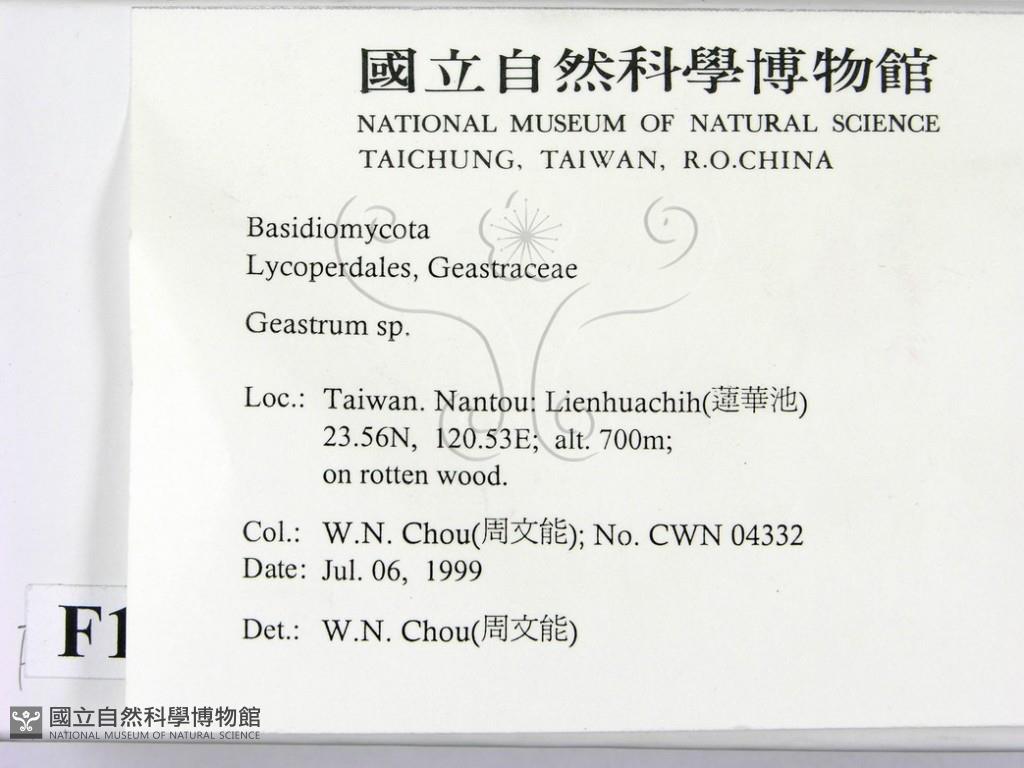 國立自然科學博物館
NATIONAL MUSEUM OF NATURAL SCIENCE
TAICHUNG, TAIWAN, R.O.CHINA
Basidiomycota
Lycoperdales, Geastraceae
Geastrum sp.
Loc.: Taiwan. Nantou: Lienhuachih(蓮華池)
23.56N, 120.53E; alt. 700m;
on rotten wood.
Col.: W.N. Chou(周文能); No. CWN 04332
Date: Jul. 06, 1999
Det.: W.N. Chou(周文能)
F1
國立自然科學博物館
NATIONAL MUSEUM OF NATURAL SCIENCE